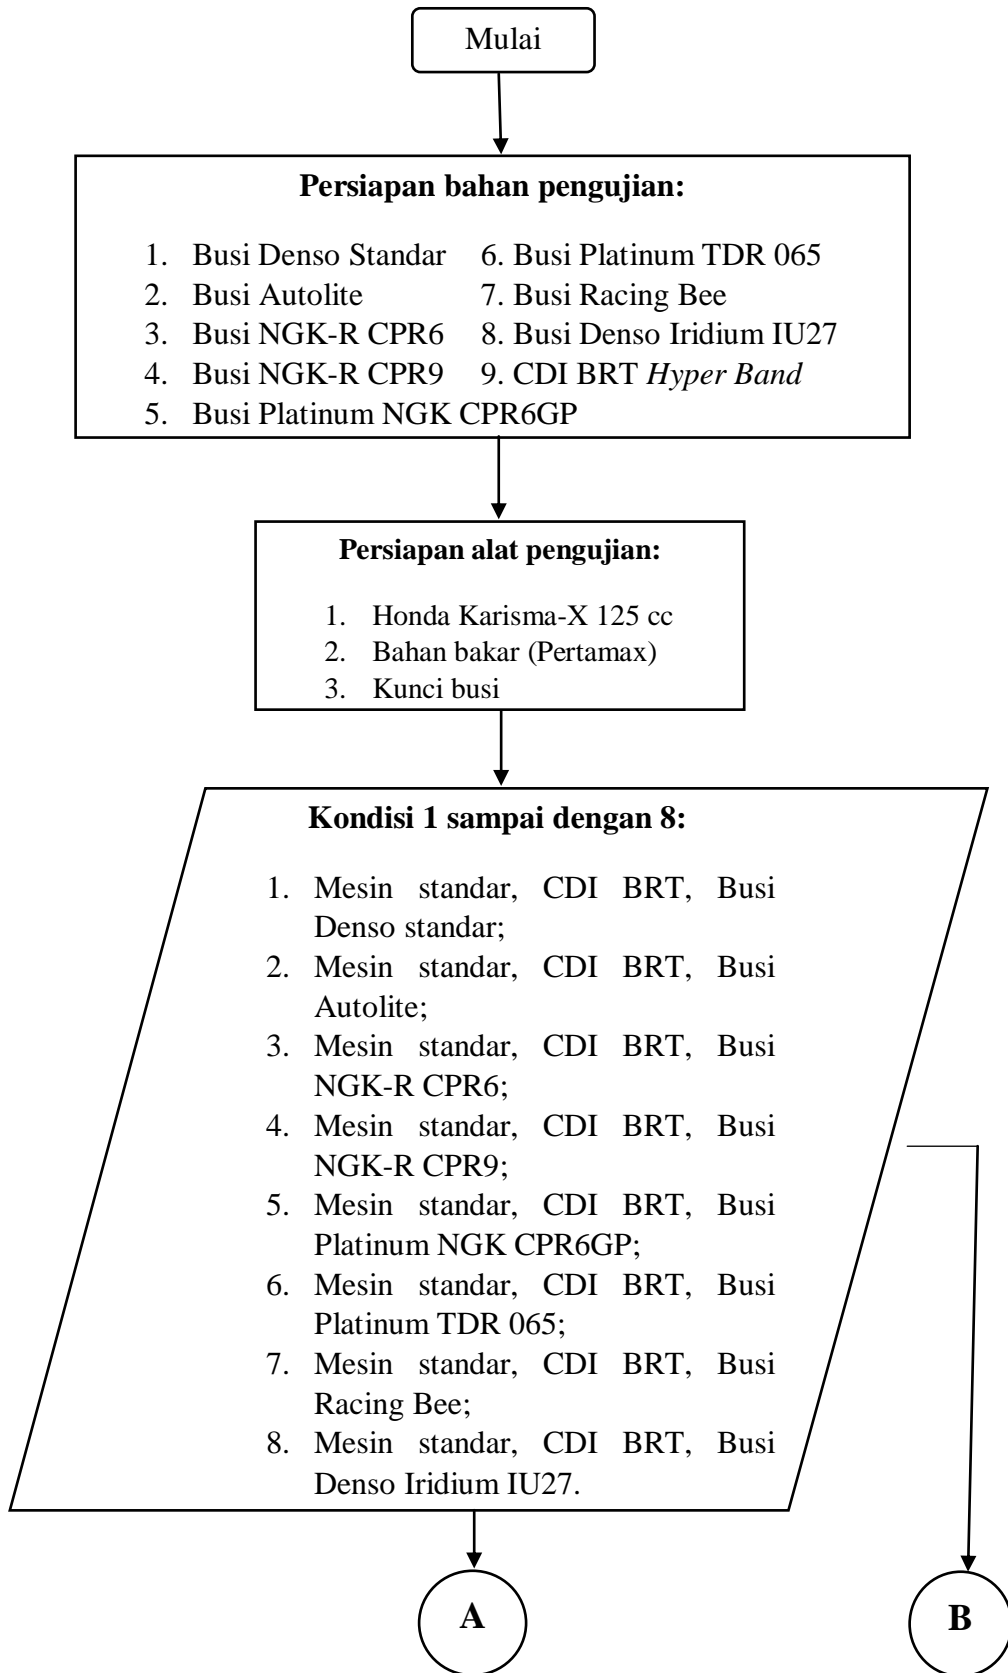 Mulai
Persiapan bahan pengujian:
1. Busi Denso Standar 6. Busi Platinum TDR 065
2. Busi Autolite 7. Busi Racing Bee
3. Busi NGK-R CPR6 8. Busi Denso Iridium IU27
4. Busi NGK-R CPR9 9. CDI BRT Hyper Band
5. Busi Platinum NGK CPR6GP
Persiapan alat pengujian:
1. Honda Karisma-X 125 cc
2. Bahan bakar (Pertamax)
3. Kunci busi
Kondisi 1 sampai dengan 8:
1. Mesin standar, CDI BRT, Busi
Denso standar;
2. Mesin standar, CDI BRT, Busi
Autolite;
3. Mesin standar, CDI BRT, Busi
NGK-R CPR6;
4. Mesin standar, CDI BRT, Busi
NGK-R CPR9;
5. Mesin standar, CDI BRT, Busi
Platinum NGK CPR6GP;
6. Mesin standar, CDI BRT, Busi
Platinum TDR 065;
7. Mesin standar, CDI BRT, Busi
Racing Bee;
8. Mesin standar, CDI BRT, Busi
Denso Iridium IU27.
A
B